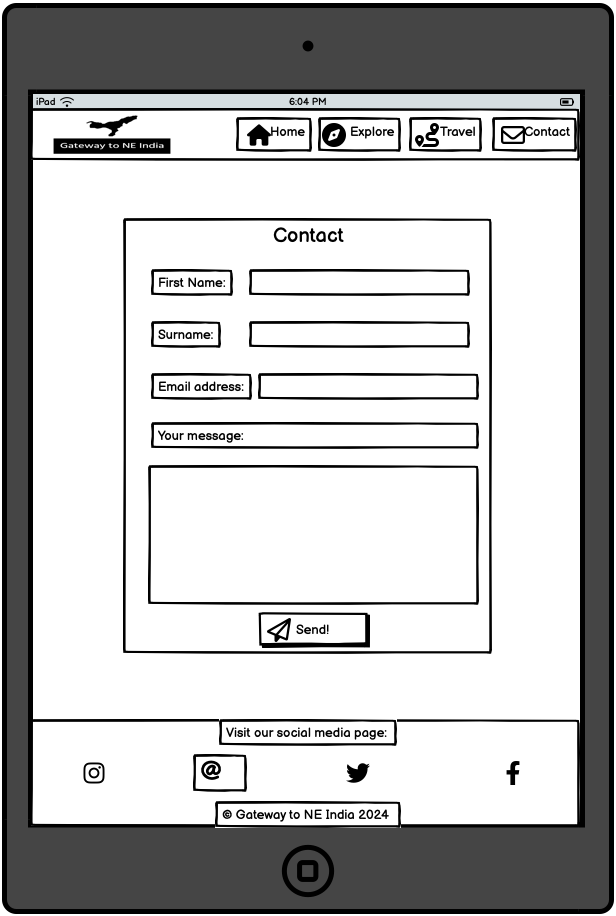 iPad 6:04 PM
Gateway to NE India
Home Explore Travel Contact
Contact
First Name:
Surname:
Email address:
Your message:
Send!
Visit our social media page:
@
© Gateway to NE India 2024